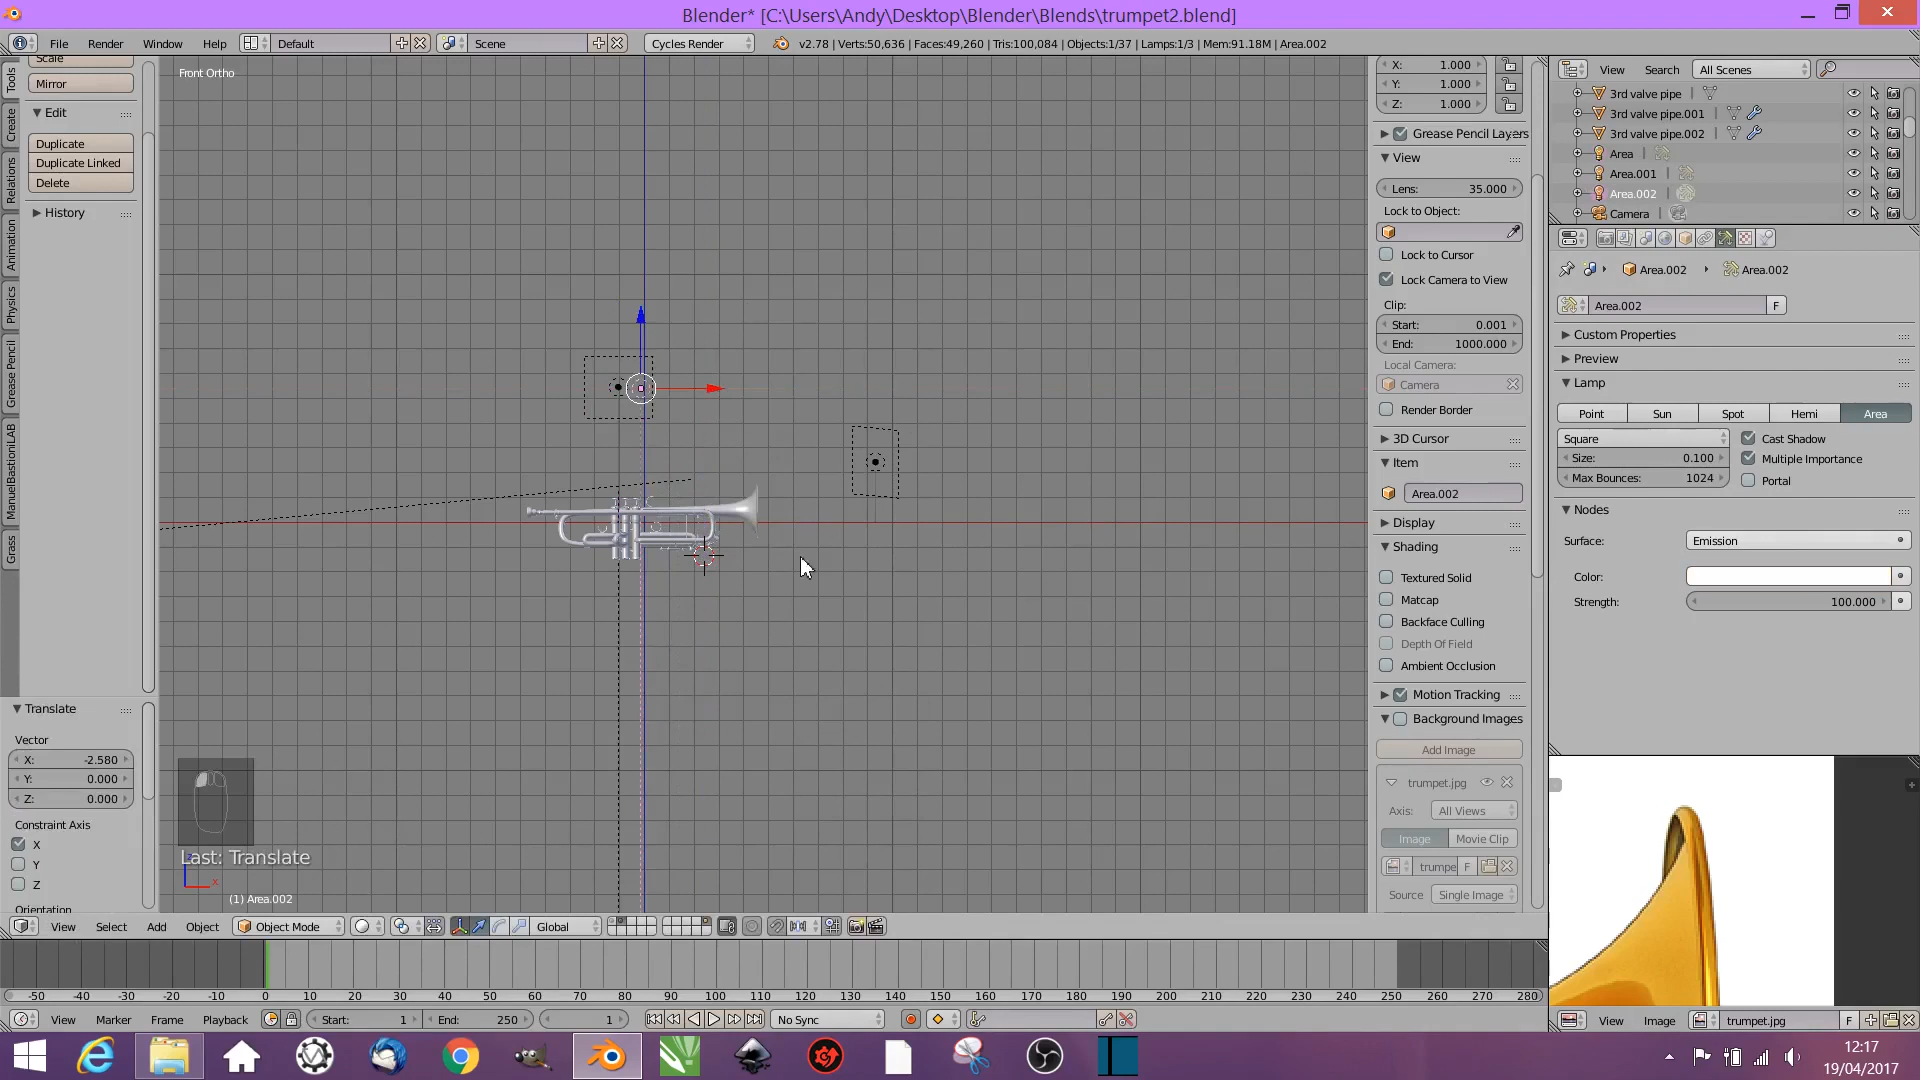 Blender* [C:\Users\Andy\Desktop\Blender\Blends\trumpet2.blend]
File Render Window Help Default Scene Cycles Render v2.78 | Verts:50,636 | Faces:49,260 | Tris:100,084 | Objects:1/37 | Lamps:1/3 | Mem:91.18M | Area.002
Tools
Create
Relations
Animation
Physics
Grease Pencil
ManuelBastioniLAB
Grass
Scale
Mirror
Edit
Duplicate
Duplicate Linked
Delete
History
Translate
Vector
X: -2.580
Y: 0.000
Z: 0.000
Constraint Axis
X
Y
Z
Orientation
Front Ortho
Last: Translate
x
(1) Area.002
X: 1.000
Y: 1.000
Z: 1.000
Grease Pencil Layers
View
Lens: 35.000
Lock to Object:
Lock to Cursor
Lock Camera to View
Clip:
Start: 0.001
End: 1000.000
Local Camera:
Camera
Render Border
3D Cursor
Item
Area.002
Display
Shading
Textured Solid
Matcap
Backface Culling
Depth Of Field
Ambient Occlusion
Motion Tracking
Background Images
Add Image
trumpet.jpg
Axis: All Views
Image Movie Clip
trumpe F
Source Single Image
View Search All Scenes
3rd valve pipe
3rd valve pipe.001
3rd valve pipe.002
Area
Area.001
Area.002
Camera
Area.002 Area.002
Area.002 F
Custom Properties
Preview
Lamp
Point Sun Spot Hemi Area
Square Cast Shadow
Size: 0.100 Multiple Importance
Max Bounces: 1024 Portal
Nodes
Surface: Emission
Color:
Strength: 100.000
View Select Add Object Object Mode Global
-50 -40 -30 -20 -10 0 10 20 30 40 50 60 70 80 90 100 110 120 130 140 150 160 170 180 190 200 210 220 230 240 250 260 270 280
View Marker Frame Playback Start: 1 End: 250 1 No Sync
View Image trumpet.jpg F
12:17
19/04/2017